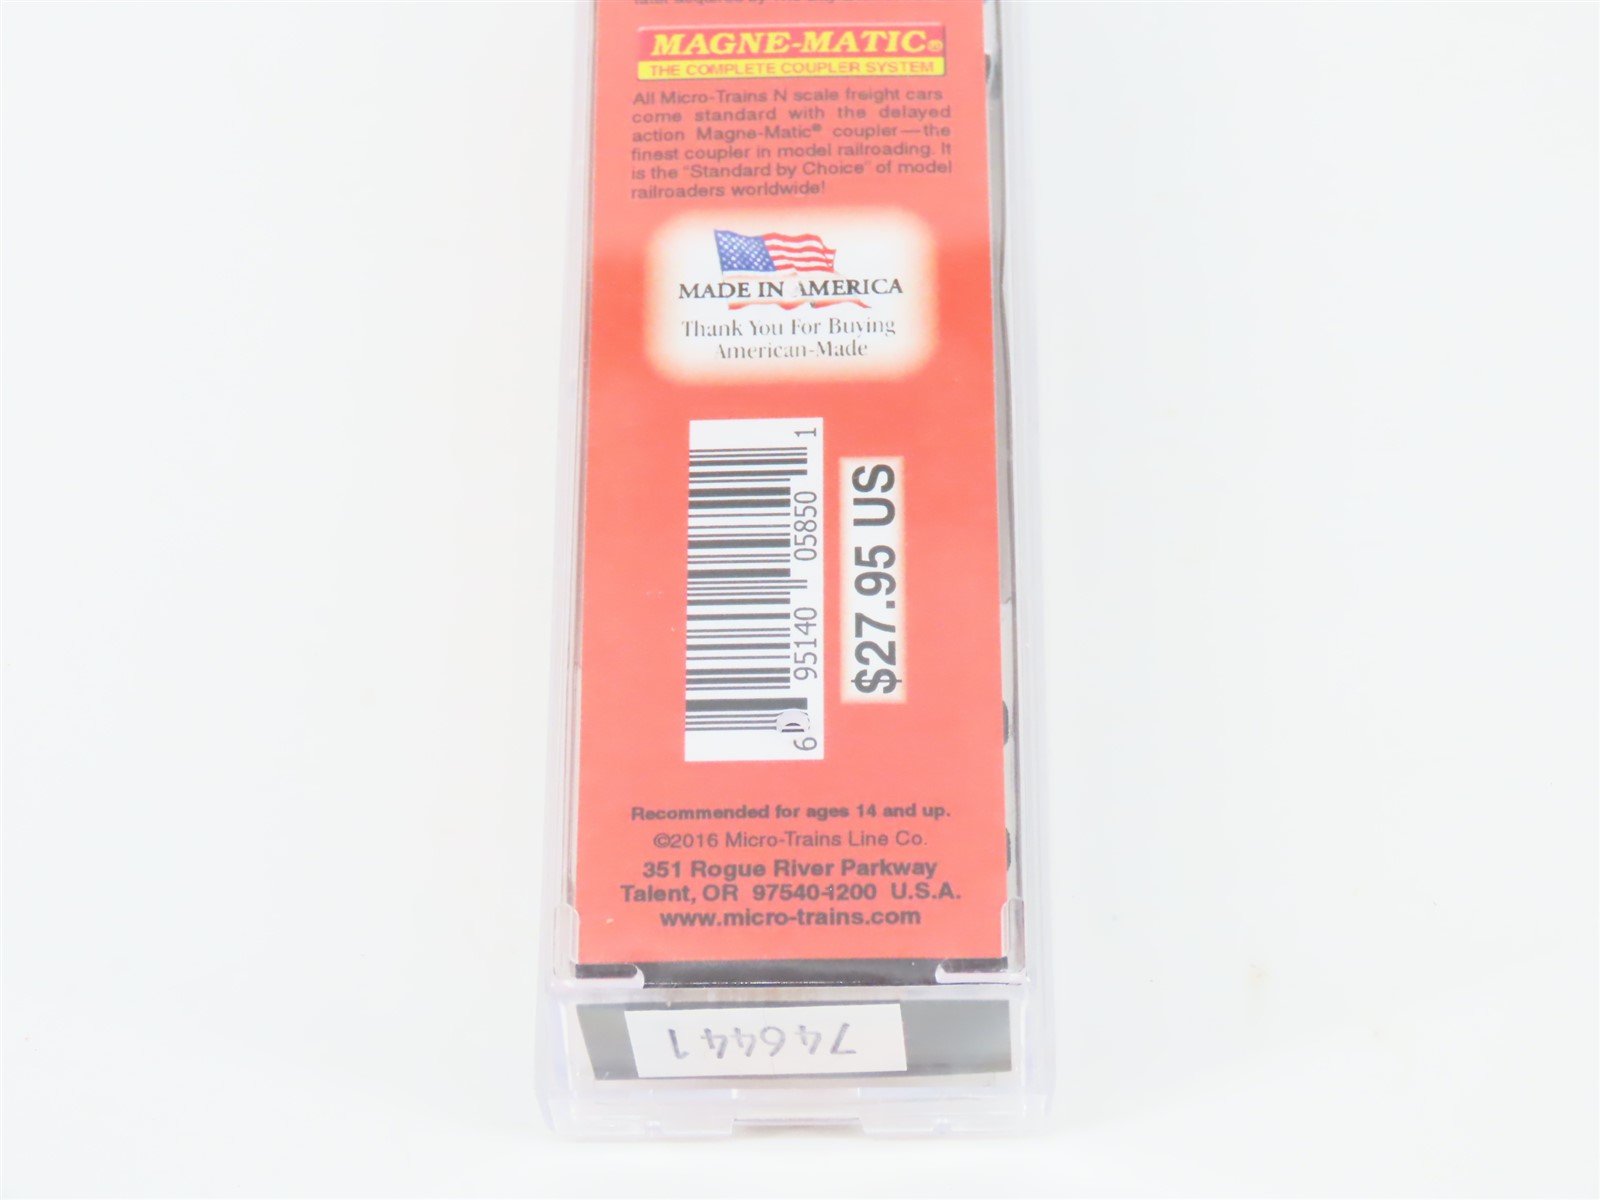 MAGNE-MATIC®
THE COMPLETE COUPLER SYSTEM
All Micro-Trains N scale freight cars
come standard with the delayed
action Magne-Matic® coupler—the
finest coupler in model railroading. It
is the "Standard by Choice" of model
railroaders worldwide!
MADE IN AMERICA
Thank You For Buying
American-Made
6 95140 05850 1
$27.95 US
Recommended for ages 14 and up.
©2016 Micro-Trains Line Co.
351 Rogue River Parkway
Talent, OR 97540-1200 U.S.A.
www.micro-trains.com
746441